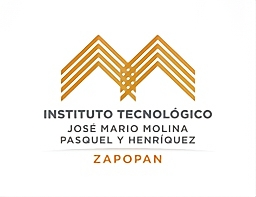 INSTITUTO TECNOLÓGICO
JOSÉ MARIO MOLINA
PASQUEL Y HENRÍQUEZ
ZAPOPAN